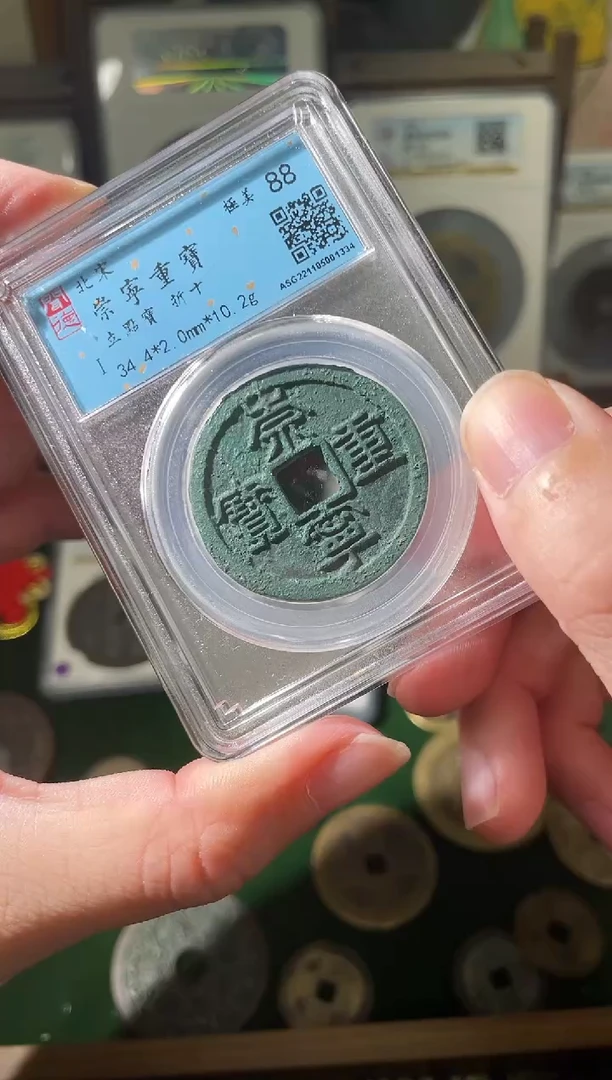 北宋
崇寧重寶
立點寶 折十
I 34.4*2.0mm*10.2g
極美 88
ASG221105001334
崇
寧
重
寶